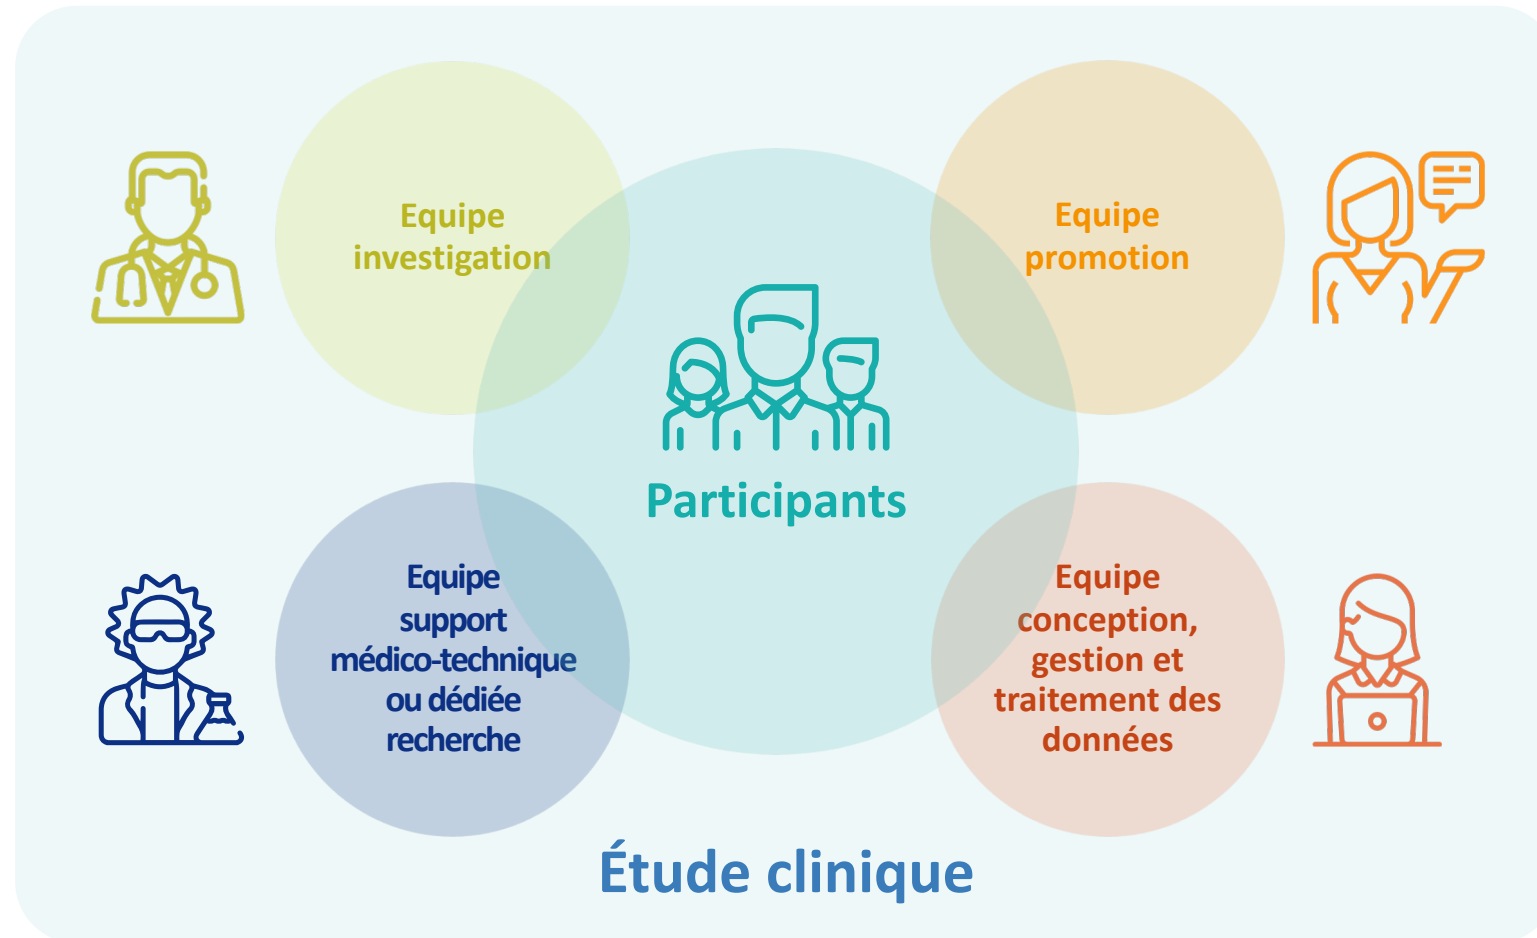 Equipe
investigation
Equipe
promotion
Participants
Equipe
support
médico-technique
ou dédiée
recherche
Equipe
conception,
gestion et
traitement des
données
Étude clinique